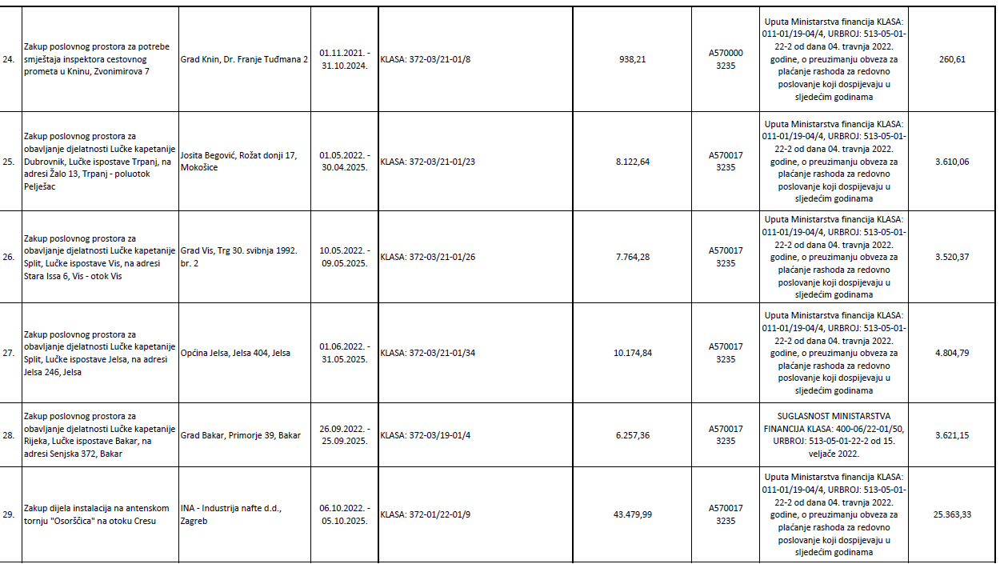 24.
Zakup poslovnog prostora za potrebe
smještaja inspektora cestovnog
prometa u Kninu, Zvonimirova 7
Grad Knin, Dr. Franje Tuđmana 2
01.11.2021. -
31.10.2024.
KLASA: 372-03/21-01/8
938,21
A570000
3235
Uputa Ministarstva financija KLASA:
011-01/19-04/4, URBROJ: 513-05-01-
22-2 od dana 04. travnja 2022.
godine, o preuzimanju obveza za
plaćanje rashoda za redovno
poslovanje koji dospijevaju u
sljedećim godinama
260,61
25.
Zakup poslovnog prostora za
obavljanje djelatnosti Lučke kapetanije
Dubrovnik, Lučke ispostave Trpanj, na
adresi Žalo 13, Trpanj - poluotok
Pelješac
Josita Begović, Rožat donji 17,
Mokošice
01.05.2022. -
30.04.2025.
KLASA: 372-03/21-01/23
8.122,64
A570017
3235
Uputa Ministarstva financija KLASA:
011-01/19-04/4, URBROJ: 513-05-01-
22-2 od dana 04. travnja 2022.
godine, o preuzimanju obveza za
plaćanje rashoda za redovno
poslovanje koji dospijevaju u
sljedećim godinama
3.610,06
26.
Zakup poslovnog prostora za
obavljanje djelatnosti Lučke kapetanije
Split, Lučke ispostave Vis, na adresi
Stara Issa 6, Vis - otok Vis
Grad Vis, Trg 30. svibnja 1992.
br. 2
10.05.2022. -
09.05.2025.
KLASA: 372-03/21-01/26
7.764,28
A570017
3235
Uputa Ministarstva financija KLASA:
011-01/19-04/4, URBROJ: 513-05-01-
22-2 od dana 04. travnja 2022.
godine, o preuzimanju obveza za
plaćanje rashoda za redovno
poslovanje koji dospijevaju u
sljedećim godinama
3.520,37
27.
Zakup poslovnog prostora za
obavljanje djelatnosti Lučke kapetanije
Split, Lučke ispostave Jelsa, na adresi
Jelsa 246, Jelsa
Općina Jelsa, Jelsa 404, Jelsa
01.06.2022. -
31.05.2025.
KLASA: 372-03/21-01/34
10.174,84
A570017
3235
Uputa Ministarstva financija KLASA:
011-01/19-04/4, URBROJ: 513-05-01-
22-2 od dana 04. travnja 2022.
godine, o preuzimanju obveza za
plaćanje rashoda za redovno
poslovanje koji dospijevaju u
sljedećim godinama
4.804,79
28.
Zakup poslovnog prostora za
obavljanje djelatnosti Lučke kapetanije
Rijeka, Lučke ispostave Bakar, na
adresi Senjska 372, Bakar
Grad Bakar, Primorje 39, Bakar
26.09.2022. -
25.09.2025.
KLASA: 372-03/19-01/4
6.257,36
A570017
3235
SUGLASNOST MINISTARSTVA
FINANCIJA KLASA: 400-06/22-01/50,
URBROJ: 513-05-01-22-2 od 15.
veljače 2022.
3.621,15
29.
Zakup dijela instalacija na antenskom
tornju "Osorščica" na otoku Cresu
INA - Industrija nafte d.d.,
Zagreb
06.10.2022. -
05.10.2025.
KLASA: 372-01/22-01/9
43.479,99
A570017
3235
Uputa Ministarstva financija KLASA:
011-01/19-04/4, URBROJ: 513-05-01-
22-2 od dana 04. travnja 2022.
godine, o preuzimanju obveza za
plaćanje rashoda za redovno
poslovanje koji dospijevaju u
sljedećim godinama
25.363,33